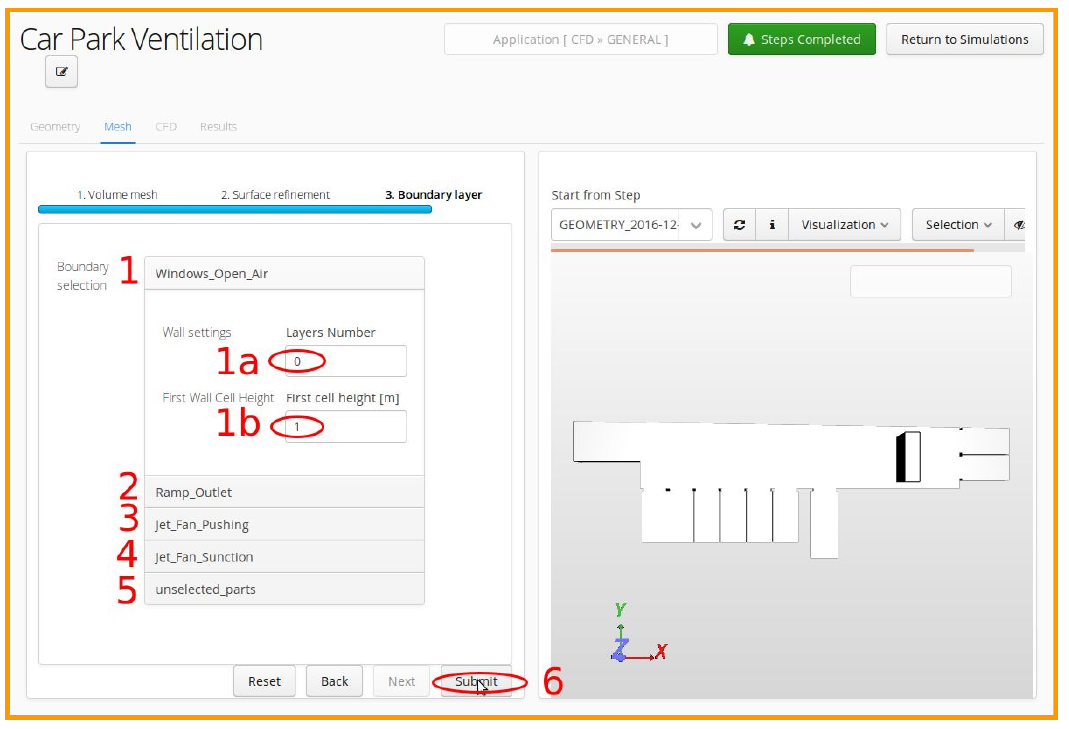 Car Park Ventilation
Application [ CFD » GENERAL ]
Steps Completed
Return to Simulations
Geometry Mesh CFD Results
1. Volume mesh 2. Surface refinement 3. Boundary layer
Boundary selection
1 Windows_Open_Air
Wall settings Layers Number
1a 0
First Wall Cell Height First cell height [m]
1b 1
2 Ramp_Outlet
3 Jet_Fan_Pushing
4 Jet_Fan_Sunction
5 unselected_parts
Reset Back Next Submit 6
Start from Step
GEOMETRY_2016-12- i Visualization Selection
Y
Z X